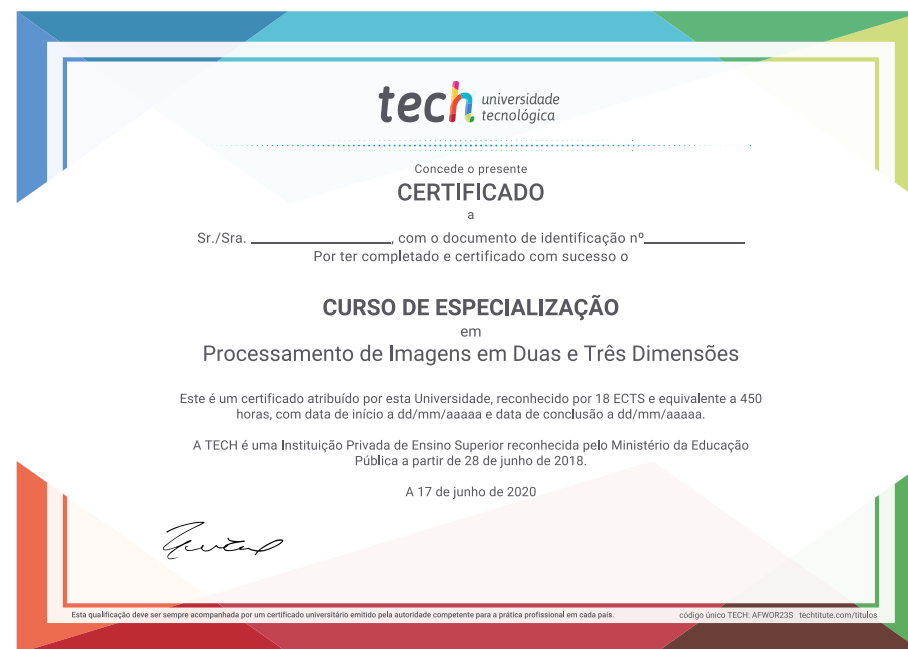 tech universidade
tecnológica
Concede o presente
CERTIFICADO
a
Sr./Sra. ____________________, com o documento de identificação nº______________
Por ter completado e certificado com sucesso o
CURSO DE ESPECIALIZAÇÃO
em
Processamento de Imagens em Duas e Três Dimensões
Este é um certificado atribuído por esta Universidade, reconhecido por 18 ECTS e equivalente a 450
horas, com data de início a dd/mm/aaaaa e data de conclusão a dd/mm/aaaaa.
A TECH é uma Instituição Privada de Ensino Superior reconhecida pelo Ministério da Educação
Pública a partir de 28 de junho de 2018.
A 17 de junho de 2020
Esta qualificação deve ser sempre acompanhada por um certificado universitário emitido pela autoridade competente para a prática profissional em cada país.
código único TECH: AFWOR23S techtitute.com/titulos